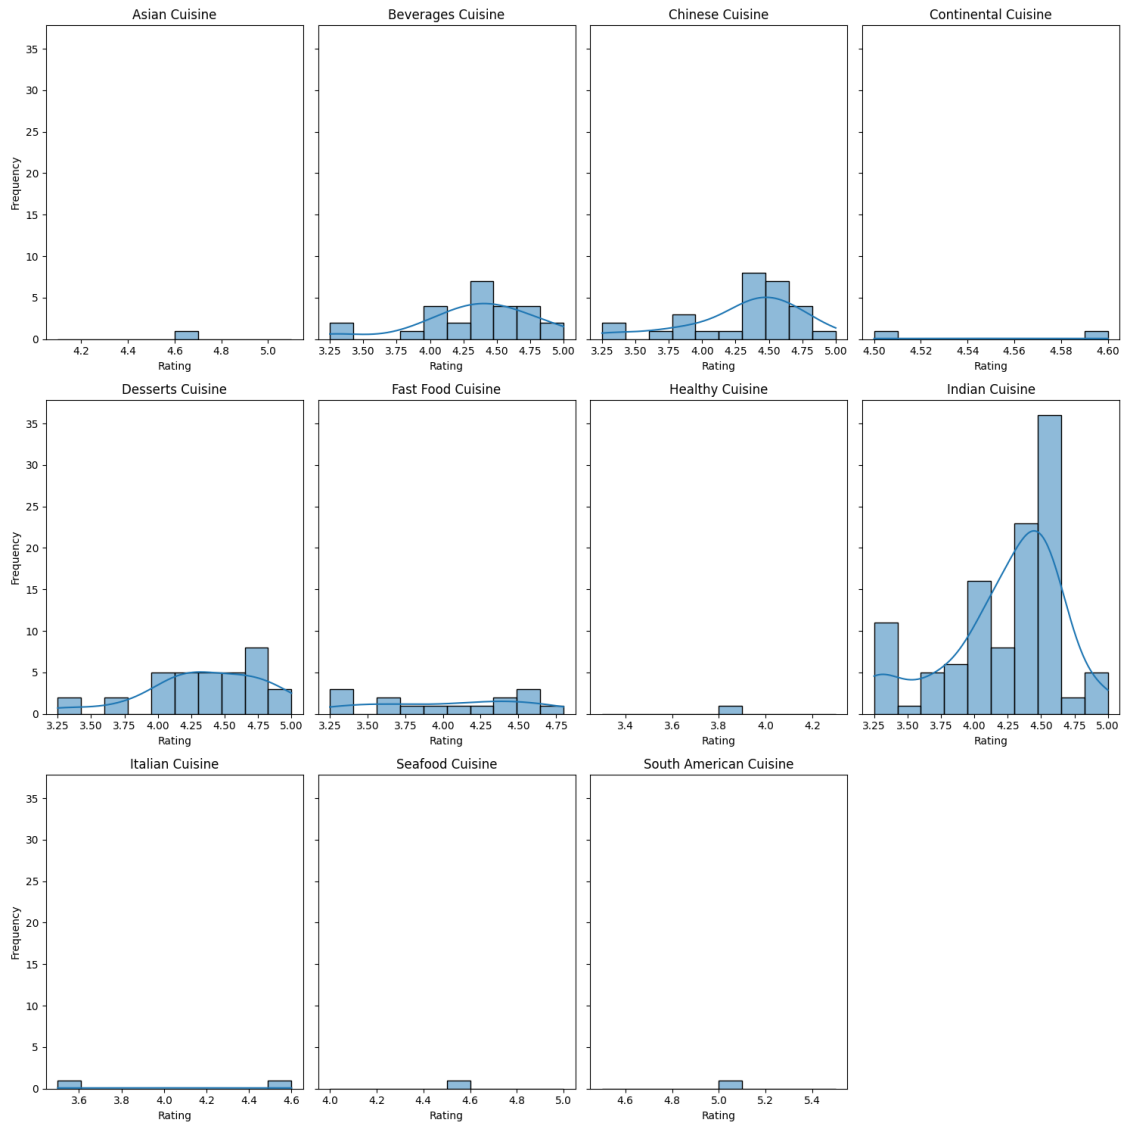 Asian Cuisine
Beverages Cuisine
Chinese Cuisine
Continental Cuisine
35
30
25
20
15
10
5
0
Frequency
4.2 4.4 4.6 4.8 5.0
3.25 3.50 3.75 4.00 4.25 4.50 4.75 5.00
3.25 3.50 3.75 4.00 4.25 4.50 4.75 5.00
4.50 4.52 4.54 4.56 4.58 4.60
Rating
Rating
Rating
Rating
Desserts Cuisine
Fast Food Cuisine
Healthy Cuisine
Indian Cuisine
35
30
25
20
15
10
5
0
Frequency
3.25 3.50 3.75 4.00 4.25 4.50 4.75 5.00
3.25 3.50 3.75 4.00 4.25 4.50 4.75
3.4 3.6 3.8 4.0 4.2
3.25 3.50 3.75 4.00 4.25 4.50 4.75 5.00
Rating
Rating
Rating
Rating
Italian Cuisine
Seafood Cuisine
South American Cuisine
35
30
25
20
15
10
5
0
Frequency
3.6 3.8 4.0 4.2 4.4 4.6
4.0 4.2 4.4 4.6 4.8 5.0
4.6 4.8 5.0 5.2 5.4
Rating
Rating
Rating